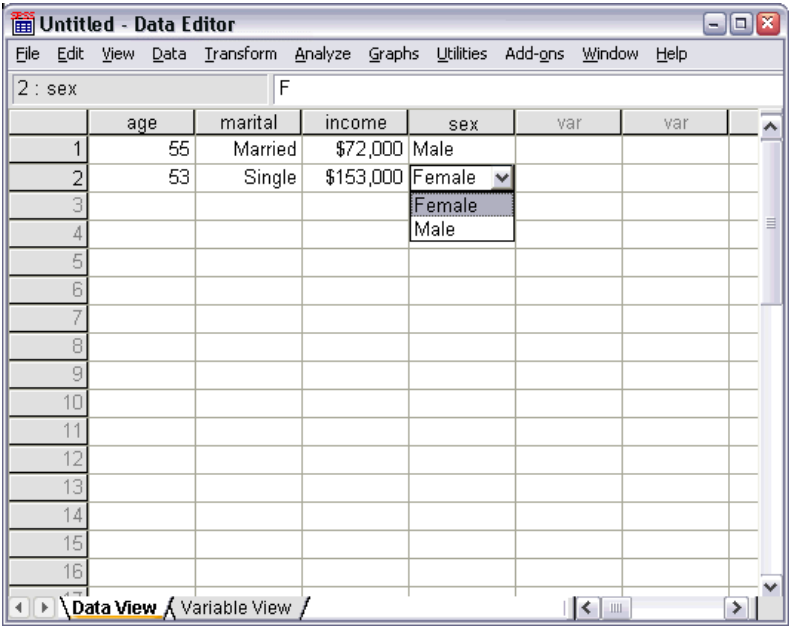 Untitled - Data Editor
File Edit View Data Transform Analyze Graphs Utilities Add-ons Window Help
2 : sex F
age marital income sex var var
1 55 Married $72,000 Male
2 53 Single $153,000 Female
3 Female
4 Male
5
6
7
8
9
10
11
12
13
14
15
16
Data View Variable View